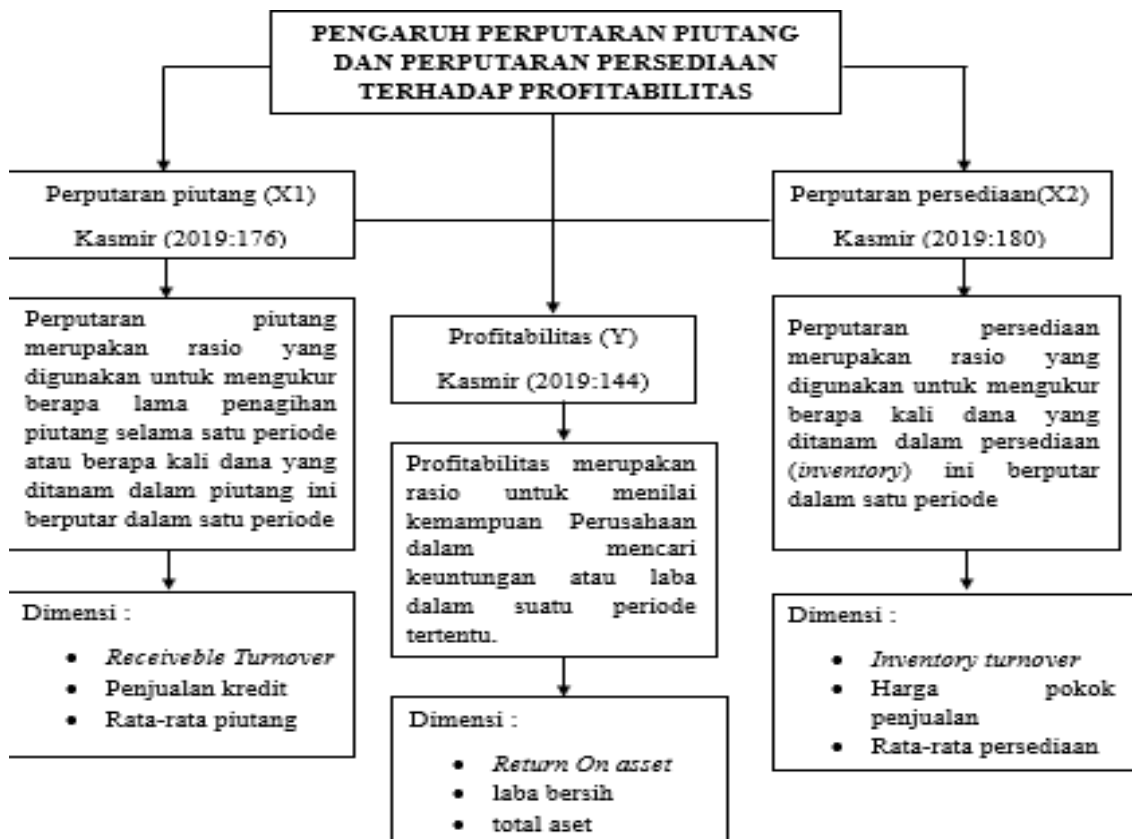 PENGARUH PERPUTARAN PIUTANG
DAN PERPUTARAN PERSEDIAAN
TERHADAP PROFITABILITAS
Perputaran piutang (X1)
Kasmir (2019:176)
Perputaran piutang
merupakan rasio yang
digunakan untuk mengukur
berapa lama penagihan
piutang selama satu periode
atau berapa kali dana yang
ditanam dalam piutang ini
berputar dalam satu periode
Dimensi :
• Receiveble Turnover
• Penjualan kredit
• Rata-rata piutang
Profitabilitas (Y)
Kasmir (2019:144)
Profitabilitas merupakan
rasio untuk menilai
kemampuan Perusahaan
dalam mencari
keuntungan atau laba
dalam suatu periode
tertentu.
Dimensi :
• Return On asset
• laba bersih
• total aset
Perputaran persediaan(X2)
Kasmir (2019:180)
Perputaran persediaan
merupakan rasio yang
digunakan untuk mengukur
berapa kali dana yang
ditanam dalam persediaan
(inventory) ini berputar
dalam satu periode
Dimensi :
• Inventory turnover
• Harga pokok
penjualan
• Rata-rata persediaan